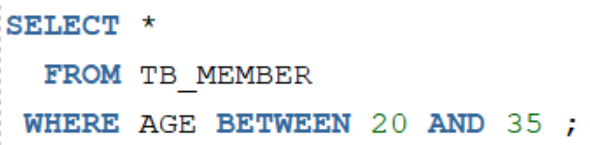 SELECT *
FROM TB_MEMBER
WHERE AGE BETWEEN 20 AND 35 ;